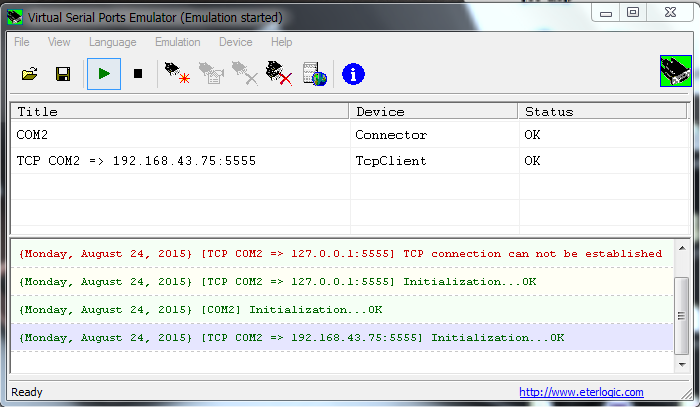 Virtual Serial Ports Emulator (Emulation started)
File View Language Emulation Device Help
Title Device Status
COM2 Connector OK
TCP COM2 => 192.168.43.75:5555 TcpClient OK
{Monday, August 24, 2015} [TCP COM2 => 127.0.0.1:5555] TCP connection can not be established
{Monday, August 24, 2015} [TCP COM2 => 127.0.0.1:5555] Initialization...OK
{Monday, August 24, 2015} [COM2] Initialization...OK
{Monday, August 24, 2015} [TCP COM2 => 192.168.43.75:5555] Initialization...OK
Ready http://www.eterlogic.com